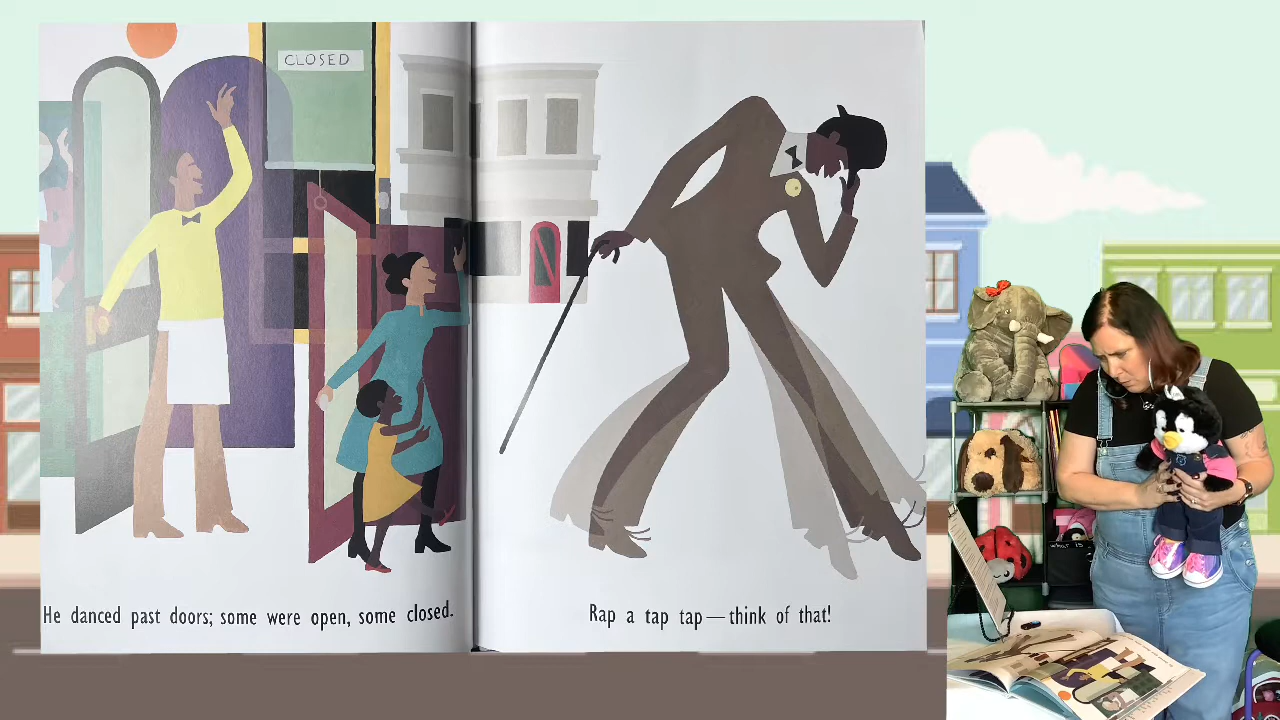 CLOSED
He danced past doors; some were open, some closed.
Rap a tap tap—think of that!